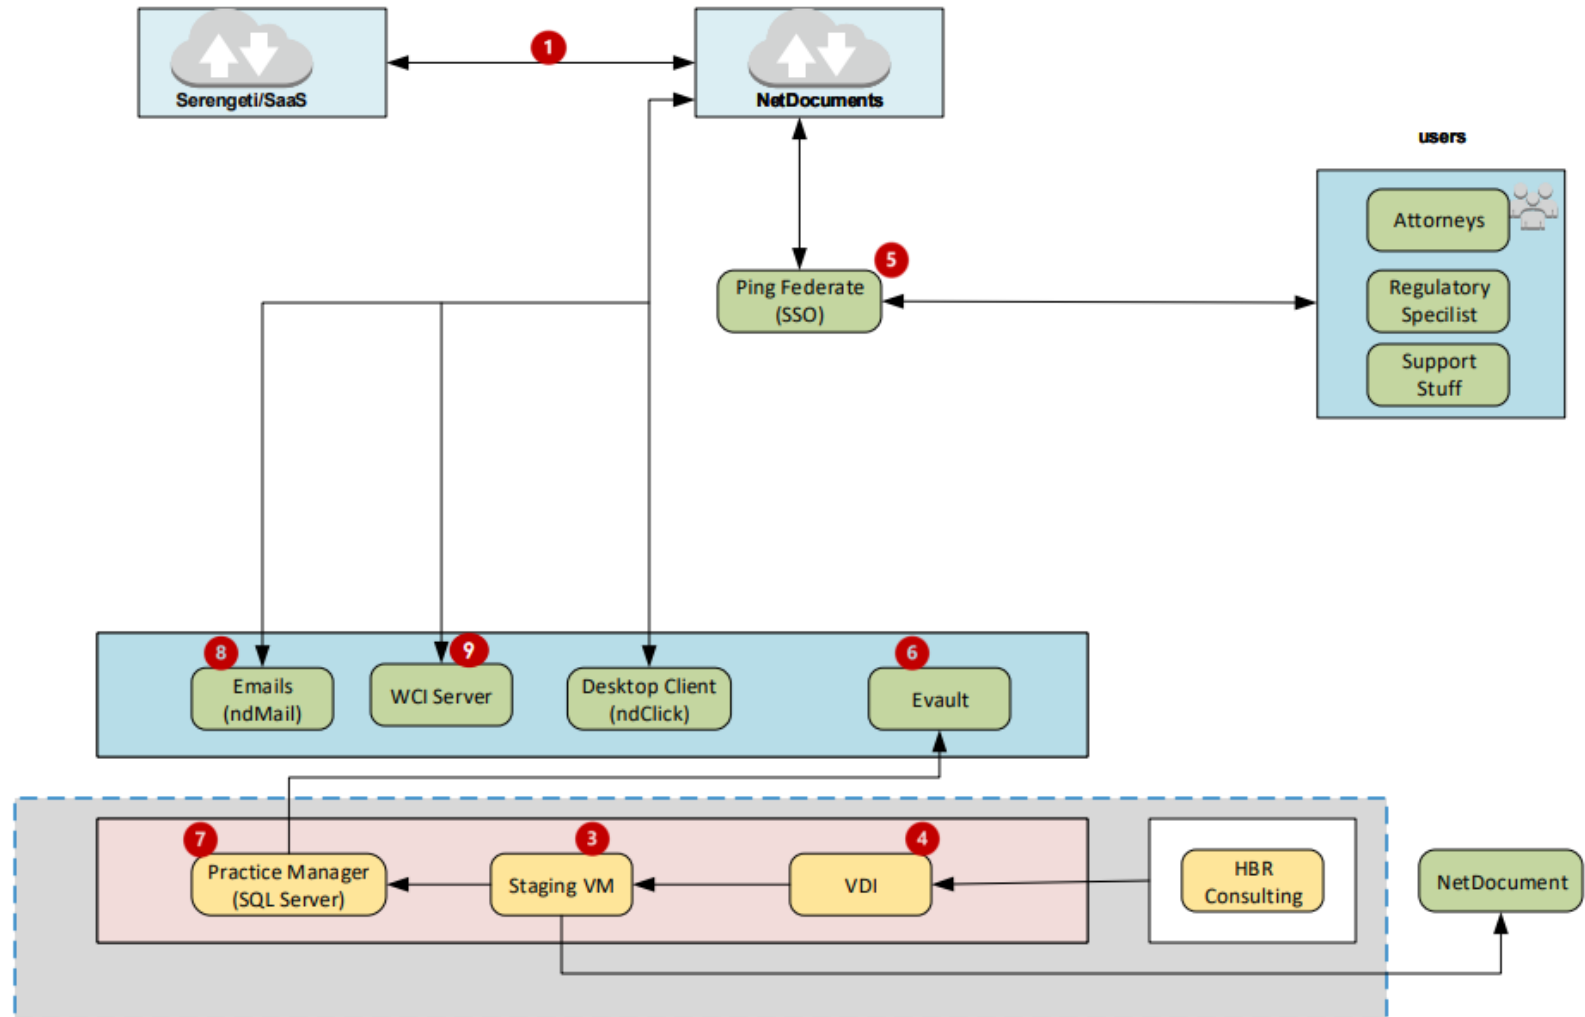 1
Serengeti/SaaS
NetDocuments
users
Attorneys
5
Ping Federate
(SSO)
Regulatory
Specilist
Support
Stuff
8
9
6
Emails
(ndMail)
WCI Server
Desktop Client
(ndClick)
Evault
7
3
4
Practice Manager
(SQL Server)
Staging VM
VDI
HBR
Consulting
NetDocument